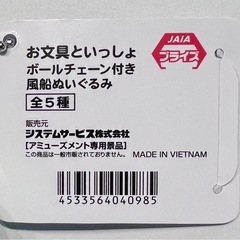 お文具といっしょ
ボールチェーン付き
風船ぬいぐるみ
全5種
JAIA
プライズ
販売元
システムサービス株式会社
[アミューズメント専用景品]
この商品は一般市販されておりません。 MADE IN VIETNAM
4533564040985